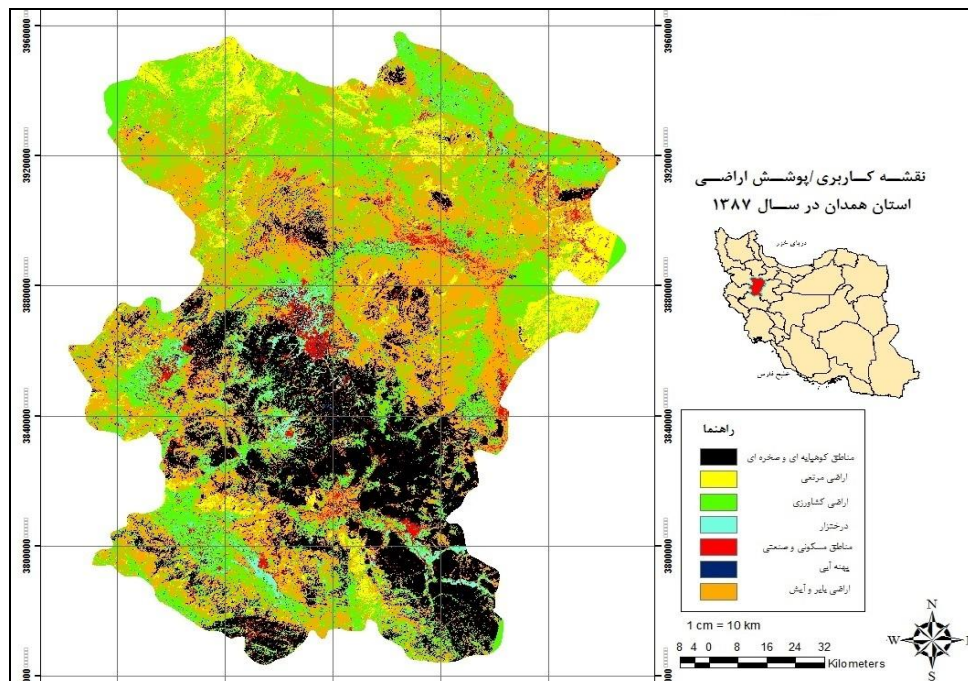 3960000
3920000
3880000
3840000
3800000
نقشه کاربری/پوشش اراضی
استان همدان در سال ۱۳۸۷
دریای خزر
خلیج فارس
راهنما
مناطق کوهپایه ای و صخره ای
اراضی مرتعی
اراضی کشاورزی
درختزار
مناطق مسکونی و صنعتی
پهنه آبی
اراضی بایر و آیش
1 cm = 10 km
8 4 0 8 16 24 32
Kilometers
N
W
S